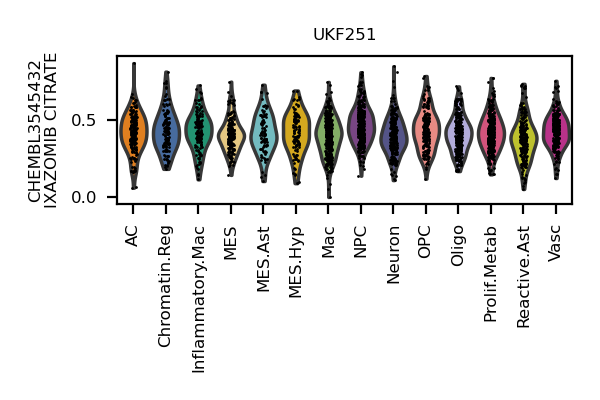 UKF251
CHEMBL3545432
IXAZOMIB CITRATE
0.5
0.0
AC
Chromatin.Reg
Inflammatory.Mac
MES
MES.Ast
MES.Hyp
Mac
NPC
Neuron
OPC
Oligo
Prolif.Metab
Reactive.Ast
Vasc